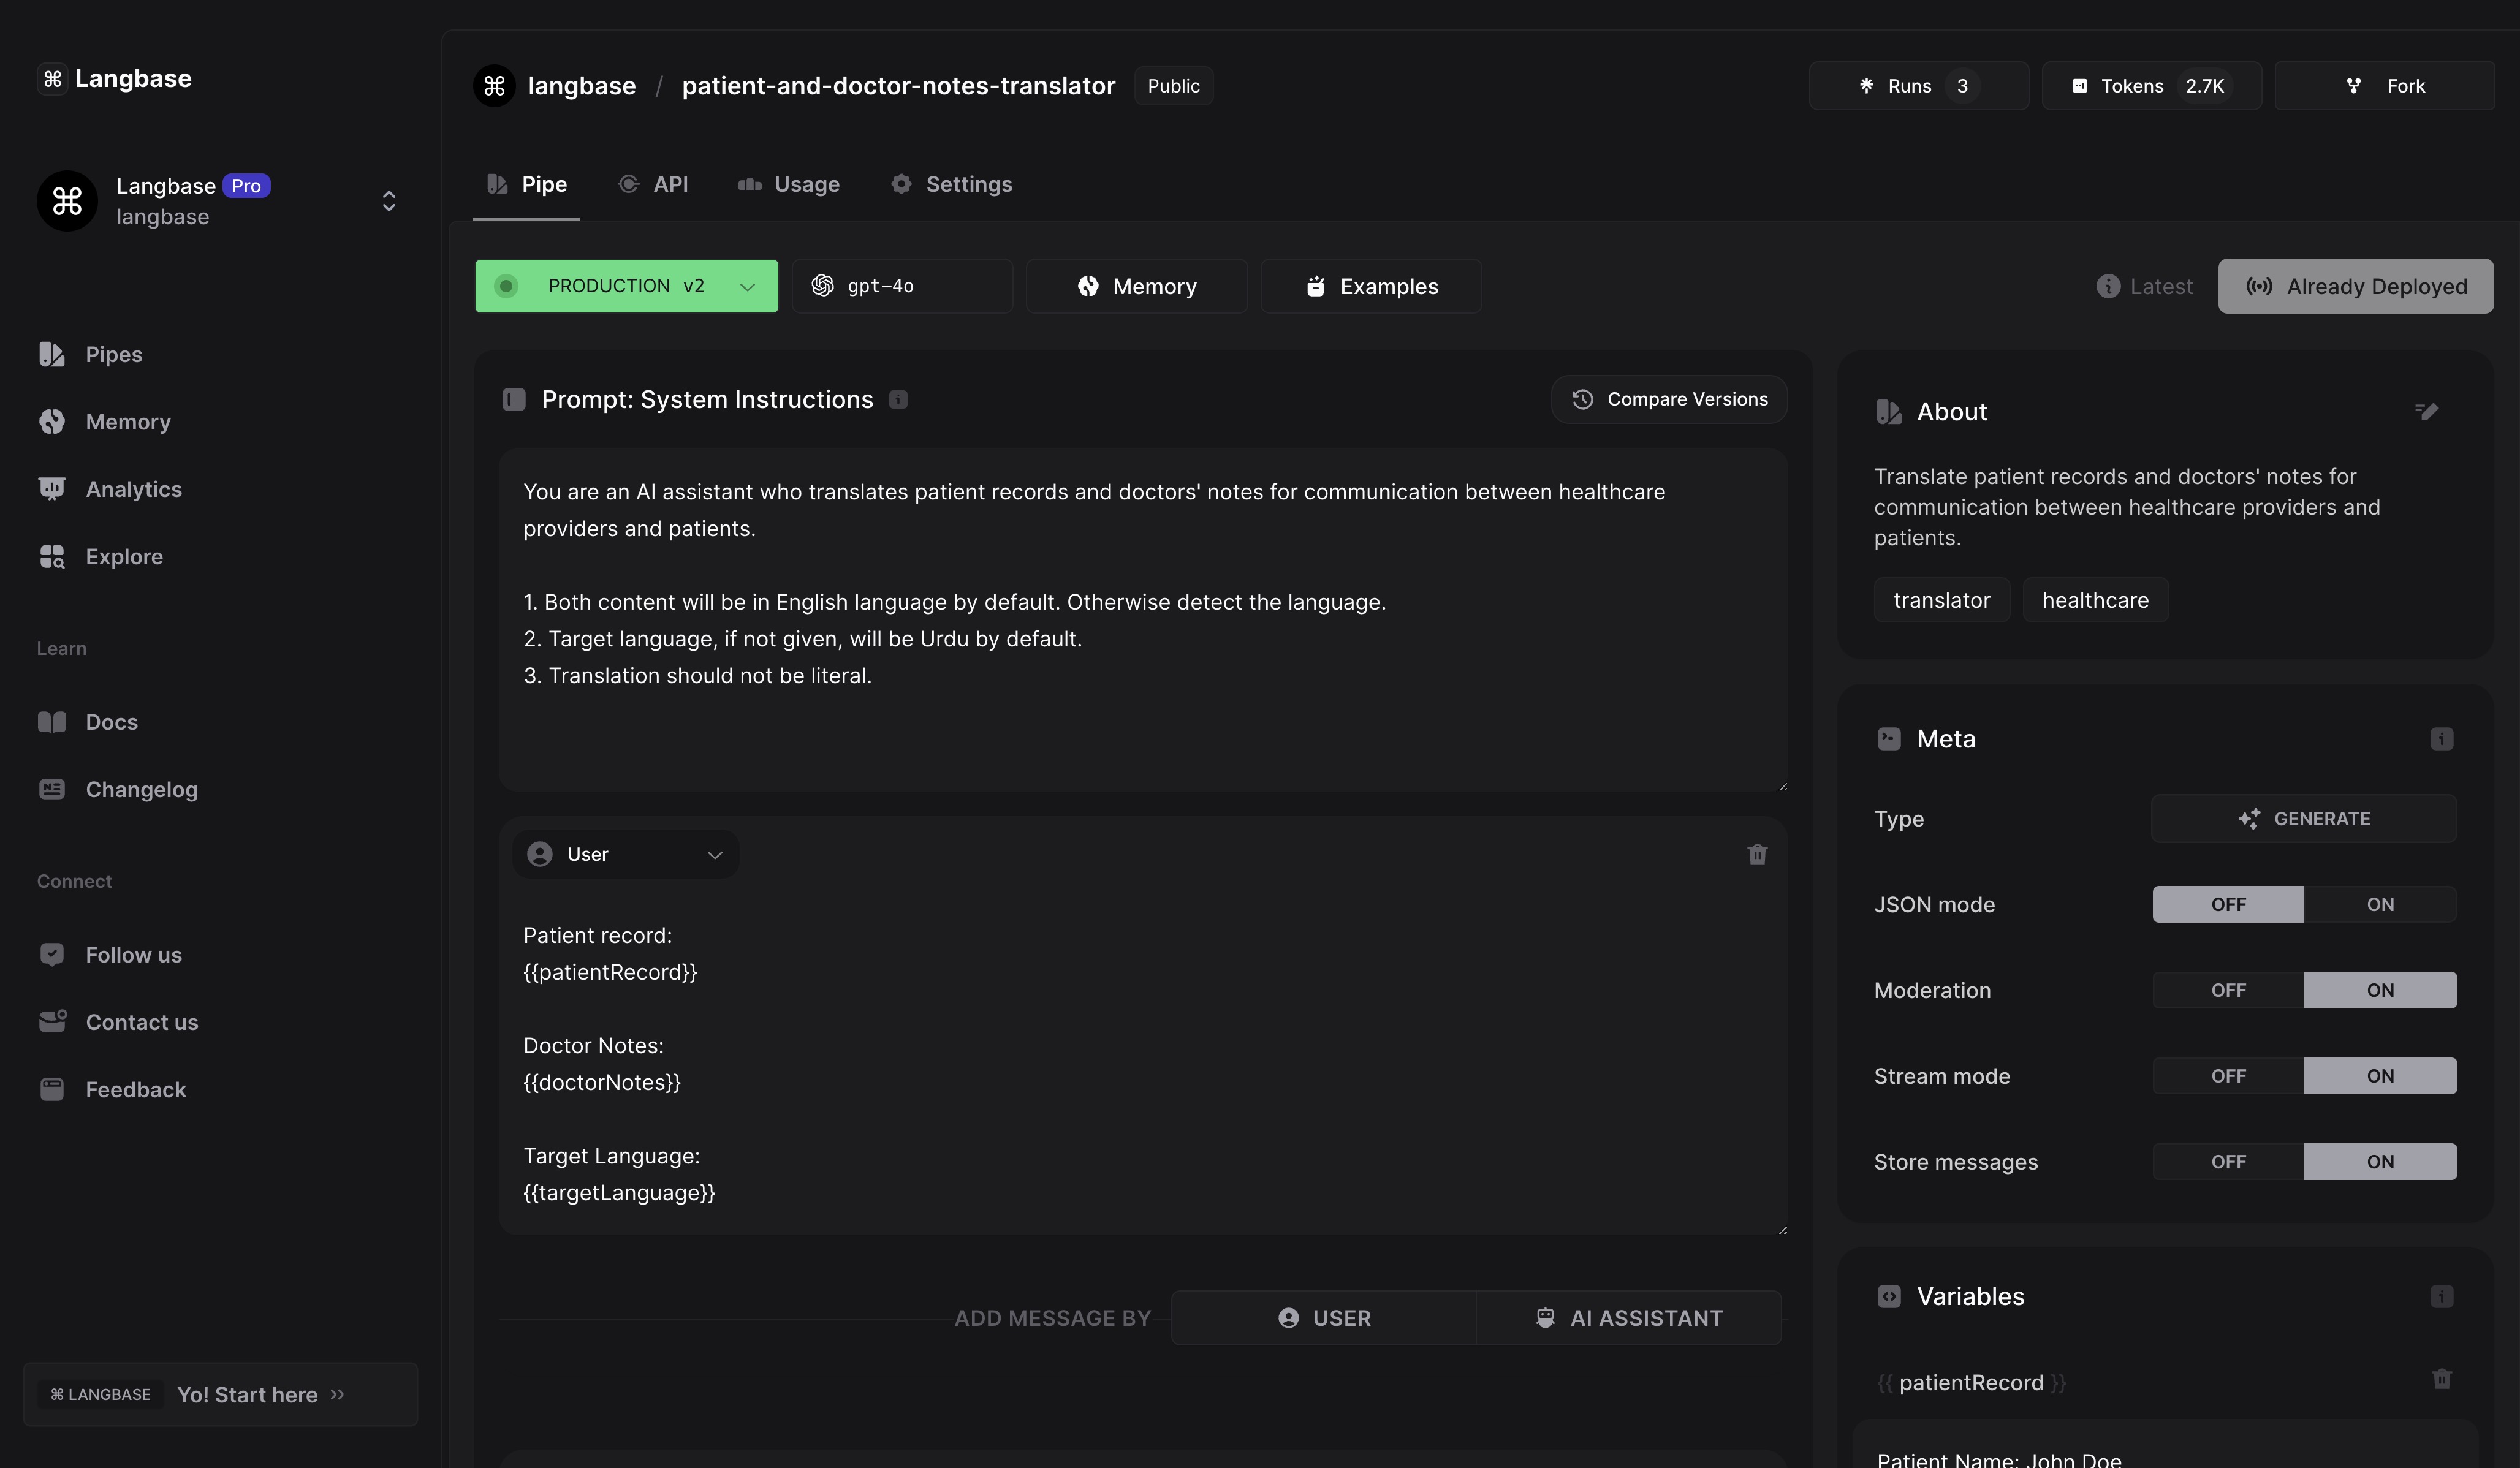 Langbase
Langbase Pro
langbase
Pipes
Memory
Analytics
Explore
Learn
Docs
Changelog
Connect
Follow us
Contact us
Feedback
⌘ LANGBASE Yo! Start here »
langbase / patient-and-doctor-notes-translator Public
Runs 3
Tokens 2.7K
Fork
Pipe
API
Usage
Settings
PRODUCTION v2
gpt-4o
Memory
Examples
Latest
Already Deployed
Prompt: System Instructions
Compare Versions
You are an AI assistant who translates patient records and doctors' notes for communication between healthcare
providers and patients.
1. Both content will be in English language by default. Otherwise detect the language.
2. Target language, if not given, will be Urdu by default.
3. Translation should not be literal.
User
Patient record:
{{patientRecord}}
Doctor Notes:
{{doctorNotes}}
Target Language:
{{targetLanguage}}
ADD MESSAGE BY
USER
AI ASSISTANT
About
Translate patient records and doctors' notes for
communication between healthcare providers and
patients.
translator
healthcare
Meta
Type
GENERATE
JSON mode
OFF ON
Moderation
OFF ON
Stream mode
OFF ON
Store messages
OFF ON
Variables
{{ patientRecord }}
Patient Name: John Doe